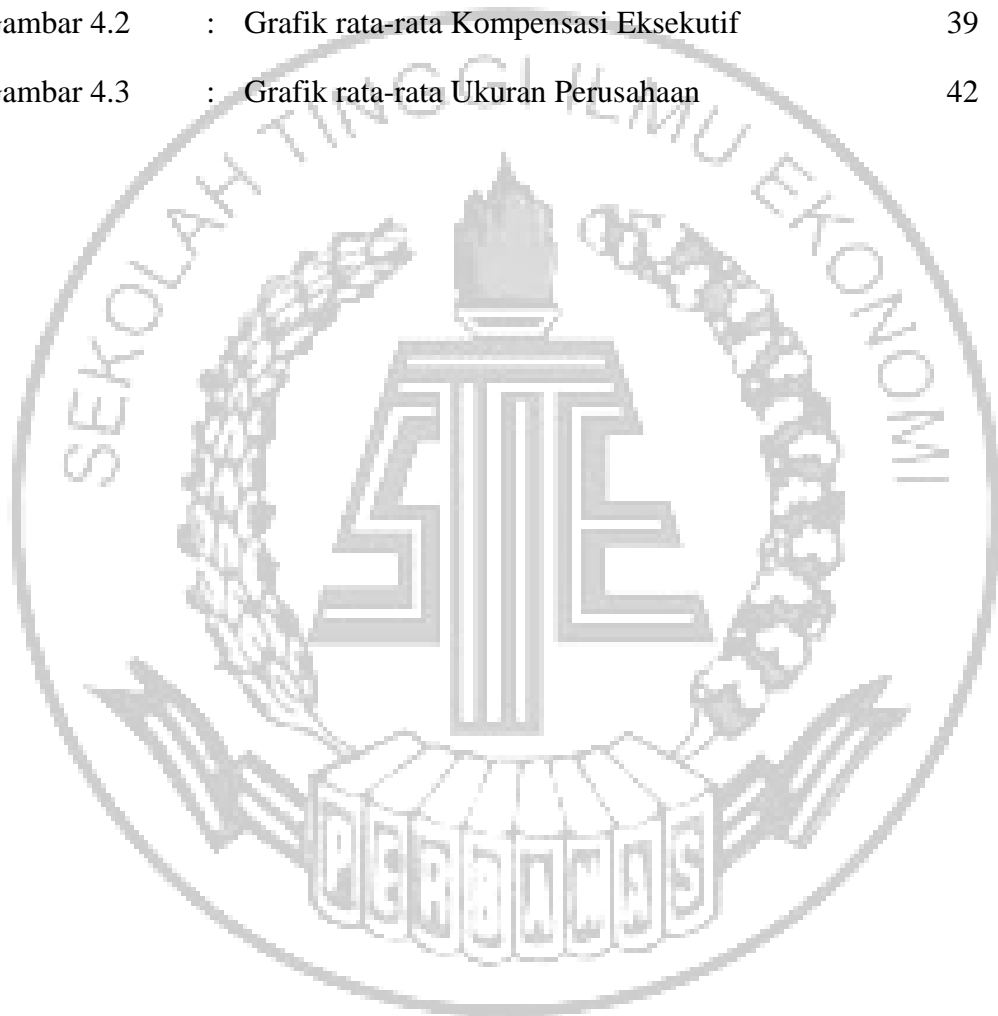 ambar 4.2 : Grafik rata-rata Kompensasi Eksekutif 39
ambar 4.3 : Grafik rata-rata Ukuran Perusahaan 42
SEKOLAH TINGGI ILMU EKONOMI
STIE
PERBANAS